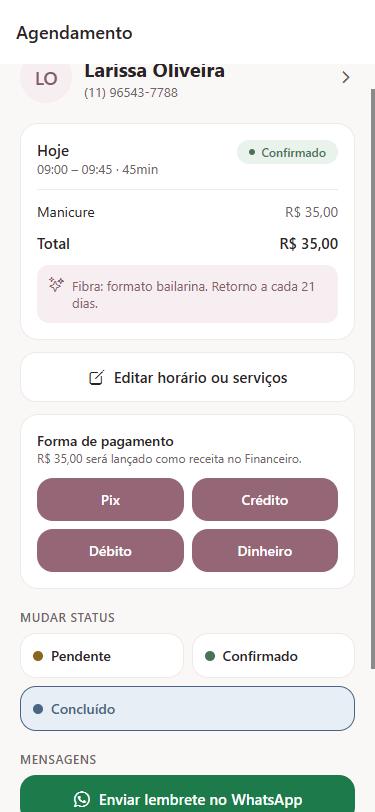 Agendamento
LO
Larissa Oliveira
(11) 96543-7788
Hoje
Confirmado
09:00 – 09:45 · 45min
Manicure
R$ 35,00
Total
R$ 35,00
Fibra: formato bailarina. Retorno a cada 21
dias.
Editar horário ou serviços
Forma de pagamento
R$ 35,00 será lançado como receita no Financeiro.
Pix
Crédito
Débito
Dinheiro
MUDAR STATUS
Pendente
Confirmado
Concluído
MENSAGENS
Enviar lembrete no WhatsApp